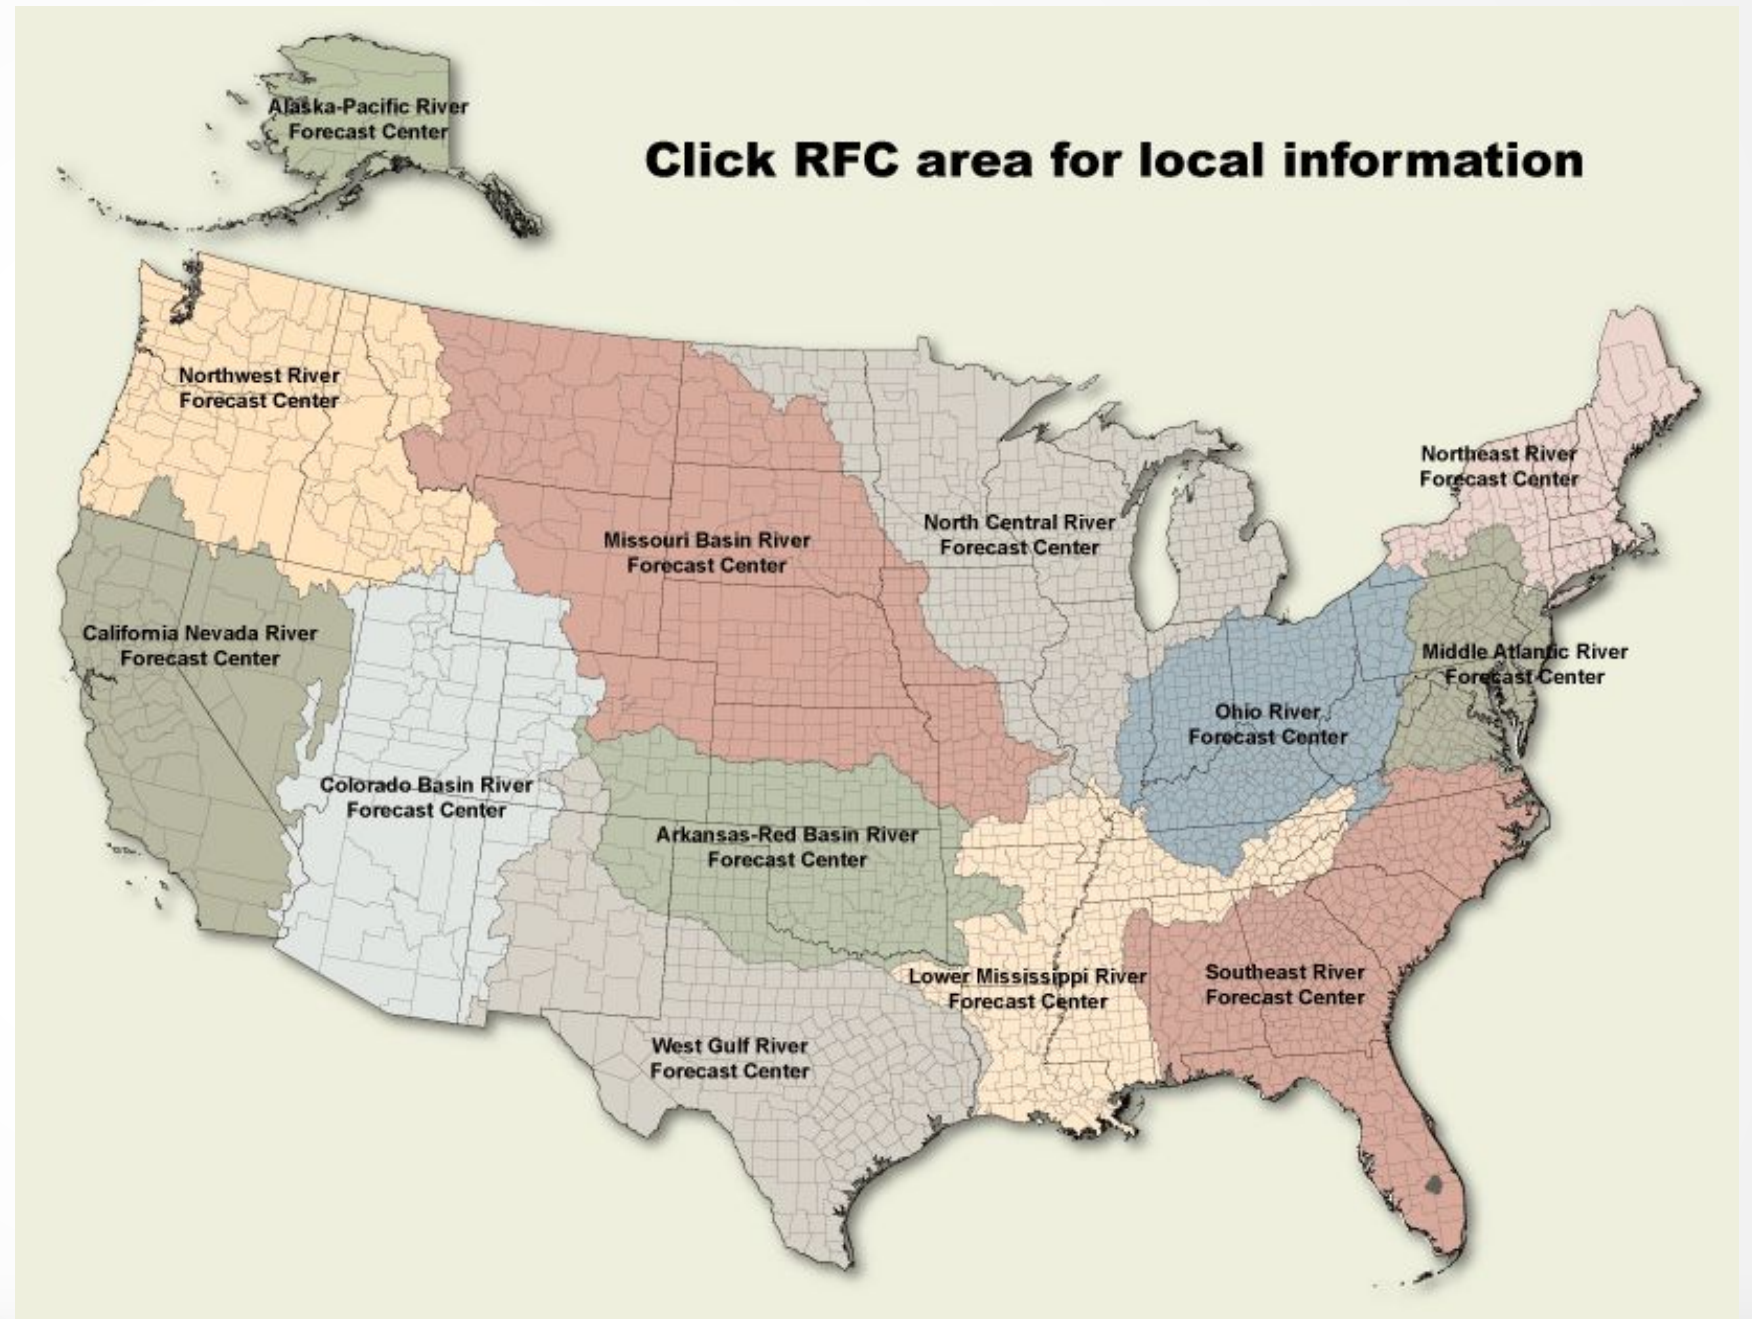 Alaska-Pacific River
Forecast Center
Click RFC area for local information
Northwest River
Forecast Center
Northeast River
Forecast Center
North Central River
Forecast Center
Missouri Basin River
Forecast Center
California Nevada River
Forecast Center
Middle Atlantic River
Forecast Center
Ohio River
Forecast Center
Colorado Basin River
Forecast Center
Arkansas-Red Basin River
Forecast Center
Lower Mississippi River
Forecast Center
Southeast River
Forecast Center
West Gulf River
Forecast Center